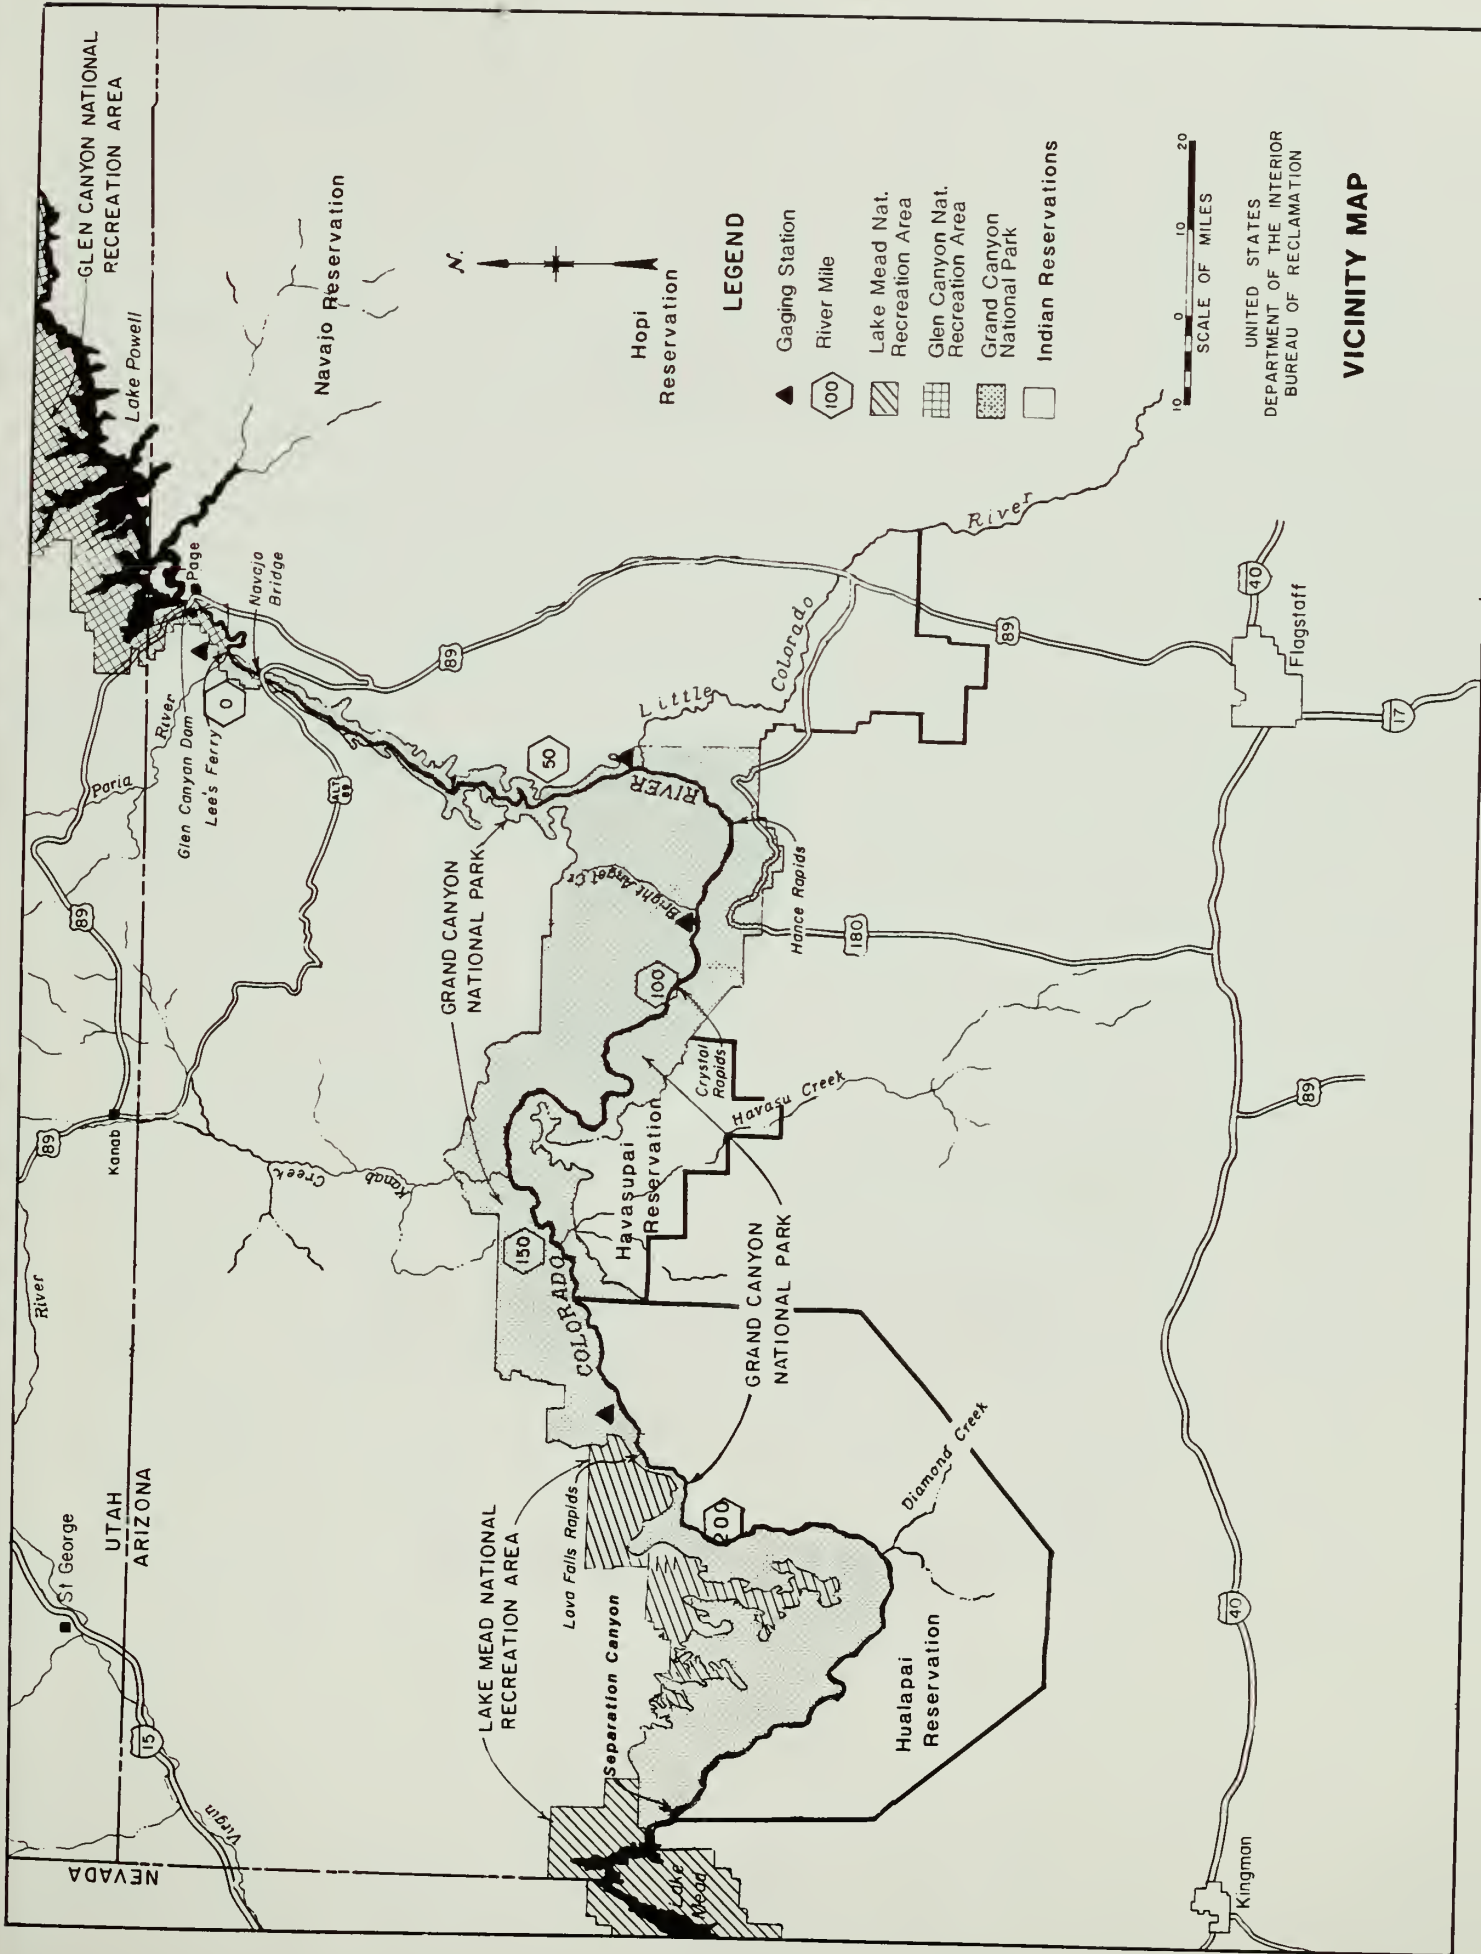 GLEN CANYON NATIONAL
RECREATION AREA
Lake Powell
Navajo Reservation
Page
Navajo
Bridge
Glen Canyon Dam
Lee's Ferry
Paria
River
0
89
89
89
ALT
89
Kanab
River
St George
UTAH
ARIZONA
15
Virgin
NEVADA
N.
Hopi
Reservation
50
Little
Colorado
River
89
GRAND CANYON
NATIONAL PARK
Bright Angel Cr
RIVER
Hance Rapids
180
100
Crystal
Rapids
Havasu Creek
Havasupai
Reservation
Kanab
Creek
150
COLORADO
GRAND CANYON
NATIONAL PARK
LAKE MEAD NATIONAL
RECREATION AREA
Lava Falls Rapids
200
Separation Canyon
Diamond Creek
Hualapai
Reservation
Lake
Mead
Kingman
40
89
Flagstaff
40
17
LEGEND
Gaging Station
100
River Mile
Lake Mead Nat.
Recreation Area
Glen Canyon Nat.
Recreation Area
Grand Canyon
National Park
Indian Reservations
10 0 10 20
SCALE OF MILES
UNITED STATES
DEPARTMENT OF THE INTERIOR
BUREAU OF RECLAMATION
VICINITY MAP